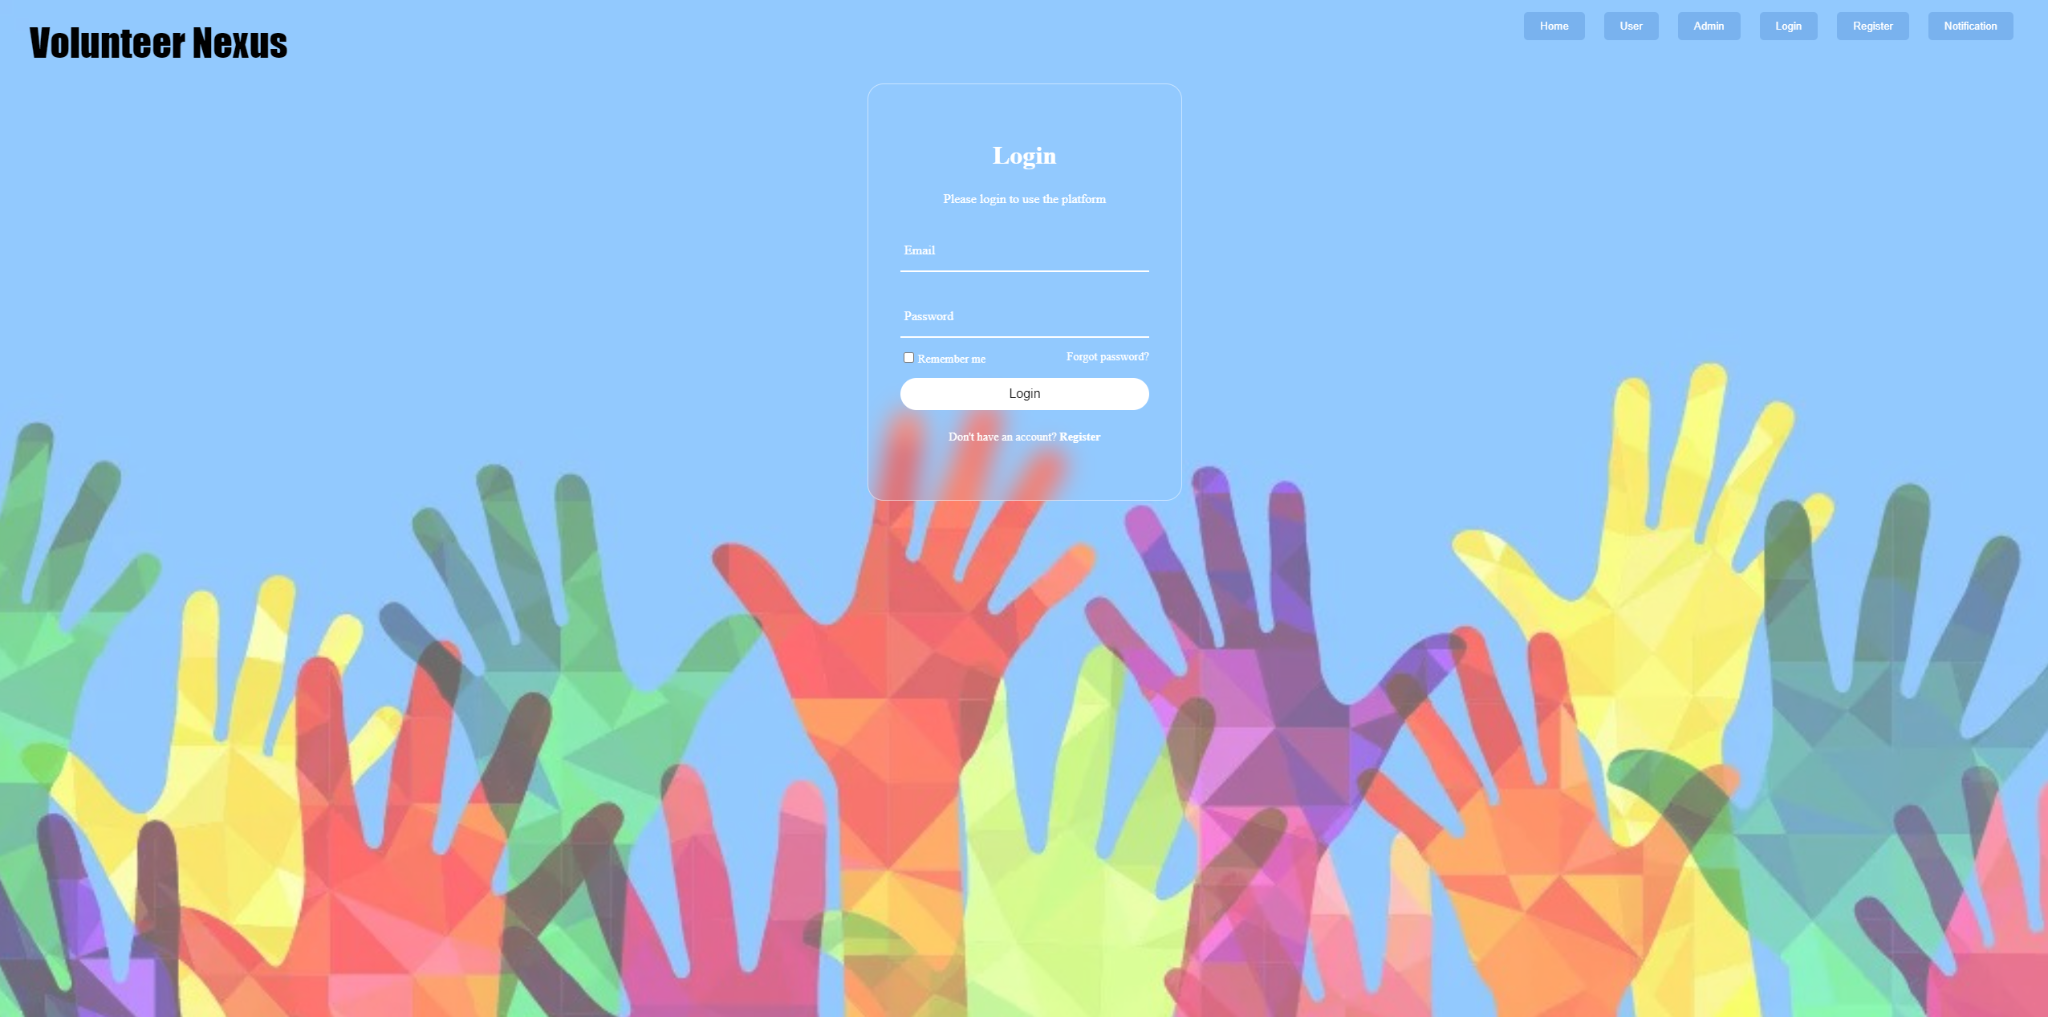 Volunteer Nexus
Home User Admin Login Register Notification
Login
Please login to use the platform
Email
Password
Remember me Forgot password?
Login
Don't have an account? Register